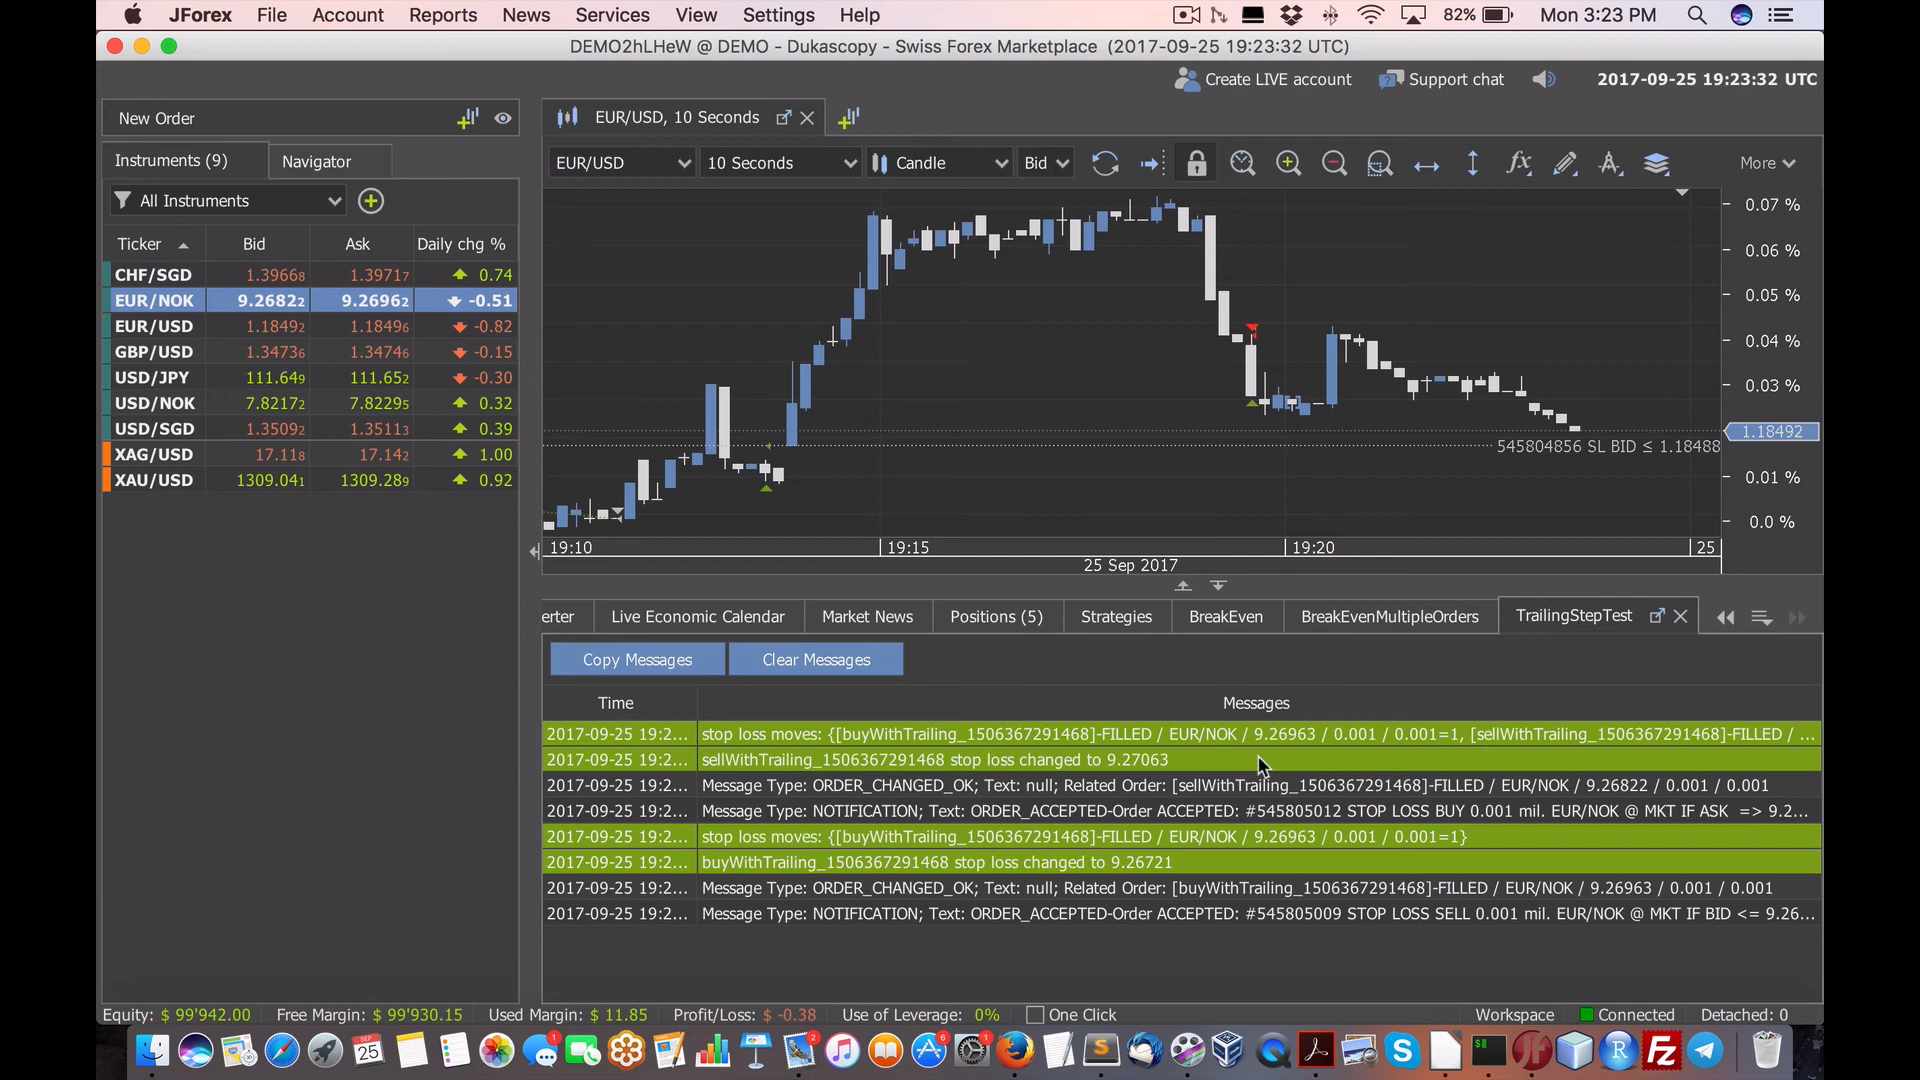 JForex File Account Reports News Services View Settings Help 82% Mon 3:23 PM
DEMO2hLHeW @ DEMO - Dukascopy - Swiss Forex Marketplace (2017-09-25 19:23:32 UTC)
Create LIVE account Support chat 2017-09-25 19:23:32 UTC
New Order
EUR/USD, 10 Seconds
Instruments (9) Navigator
EUR/USD 10 Seconds Candle Bid More
All Instruments
Ticker Bid Ask Daily chg %
CHF/SGD 1.39668 1.39717 0.74
EUR/NOK 9.26822 9.26962 -0.51
EUR/USD 1.18492 1.18496 -0.82
GBP/USD 1.34736 1.34746 -0.15
USD/JPY 111.649 111.652 -0.30
USD/NOK 7.82172 7.82295 0.32
USD/SGD 1.35092 1.35113 0.39
XAG/USD 17.118 17.142 1.00
XAU/USD 1309.041 1309.289 0.92
0.07 %
0.06 %
0.05 %
0.04 %
0.03 %
1.18492
545804856 SL BID ≤ 1.18488
0.01 %
0.0 %
19:10 19:15 19:20 25
25 Sep 2017
erter Live Economic Calendar Market News Positions (5) Strategies BreakEven BreakEvenMultipleOrders TrailingStepTest
Copy Messages Clear Messages
Time Messages
2017-09-25 19:2... stop loss moves: {[buyWithTrailing_1506367291468]-FILLED / EUR/NOK / 9.26963 / 0.001 / 0.001=1, [sellWithTrailing_1506367291468]-FILLED / ...
2017-09-25 19:2... sellWithTrailing_1506367291468 stop loss changed to 9.27063
2017-09-25 19:2... Message Type: ORDER_CHANGED_OK; Text: null; Related Order: [sellWithTrailing_1506367291468]-FILLED / EUR/NOK / 9.26822 / 0.001 / 0.001
2017-09-25 19:2... Message Type: NOTIFICATION; Text: ORDER_ACCEPTED-Order ACCEPTED: #545805012 STOP LOSS BUY 0.001 mil. EUR/NOK @ MKT IF ASK => 9.2...
2017-09-25 19:2... stop loss moves: {[buyWithTrailing_1506367291468]-FILLED / EUR/NOK / 9.26963 / 0.001 / 0.001=1}
2017-09-25 19:2... buyWithTrailing_1506367291468 stop loss changed to 9.26721
2017-09-25 19:2... Message Type: ORDER_CHANGED_OK; Text: null; Related Order: [buyWithTrailing_1506367291468]-FILLED / EUR/NOK / 9.26963 / 0.001 / 0.001
2017-09-25 19:2... Message Type: NOTIFICATION; Text: ORDER_ACCEPTED-Order ACCEPTED: #545805009 STOP LOSS SELL 0.001 mil. EUR/NOK @ MKT IF BID <= 9.26...
Equity: $ 99'942.00 Free Margin: $ 99'930.15 Used Margin: $ 11.85 Profit/Loss: $ -0.38 Use of Leverage: 0% One Click Workspace Connected Detached: 0
SEP 25 1 2 6 1 R Fz